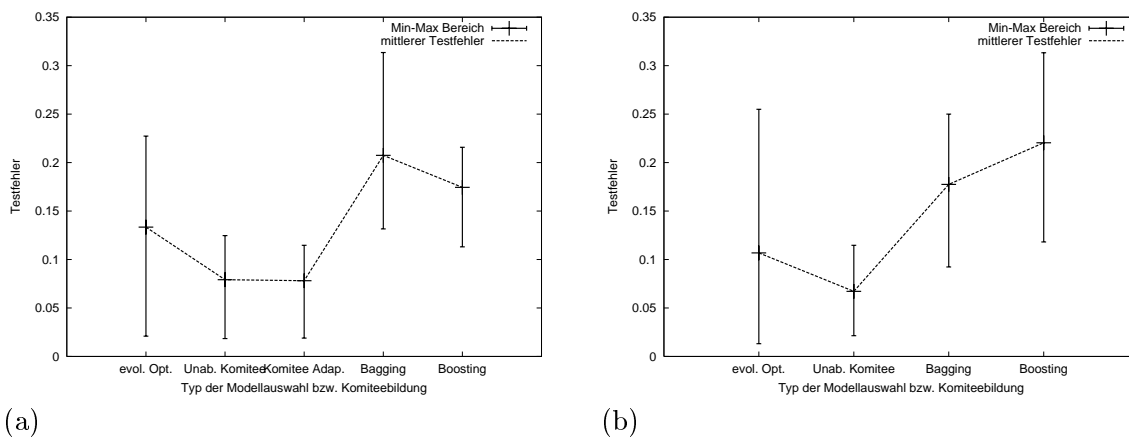 0.35
0.3
0.25
0.2
0.15
0.1
0.05
0
Testfehler
Min-Max Bereich
mittlerer Testfehler
evol. Opt. Unab. Komitee Komitee Adap. Bagging Boosting
Typ der Modellauswahl bzw. Komiteebildung
(a)
0.35
0.3
0.25
0.2
0.15
0.1
0.05
0
Testfehler
Min-Max Bereich
mittlerer Testfehler
evol. Opt. Unab. Komitee Bagging Boosting
Typ der Modellauswahl bzw. Komiteebildung
(b)